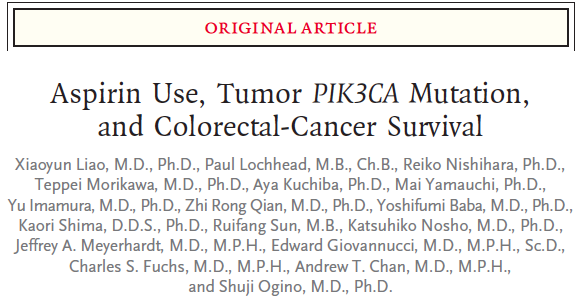 ORIGINAL ARTICLE
Aspirin Use, Tumor PIK3CA Mutation,
and Colorectal-Cancer Survival
Xiaoyun Liao, M.D., Ph.D., Paul Lochhead, M.B., Ch.B., Reiko Nishihara, Ph.D.,
Teppei Morikawa, M.D., Ph.D., Aya Kuchiba, Ph.D., Mai Yamauchi, Ph.D.,
Yu Imamura, M.D., Ph.D., Zhi Rong Qian, M.D., Ph.D., Yoshifumi Baba, M.D., Ph.D.,
Kaori Shima, D.D.S., Ph.D., Ruifang Sun, M.B., Katsuhiko Nosho, M.D., Ph.D.,
Jeffrey A. Meyerhardt, M.D., M.P.H., Edward Giovannucci, M.D., M.P.H., Sc.D.,
Charles S. Fuchs, M.D., M.P.H., Andrew T. Chan, M.D., M.P.H.,
and Shuji Ogino, M.D., Ph.D.